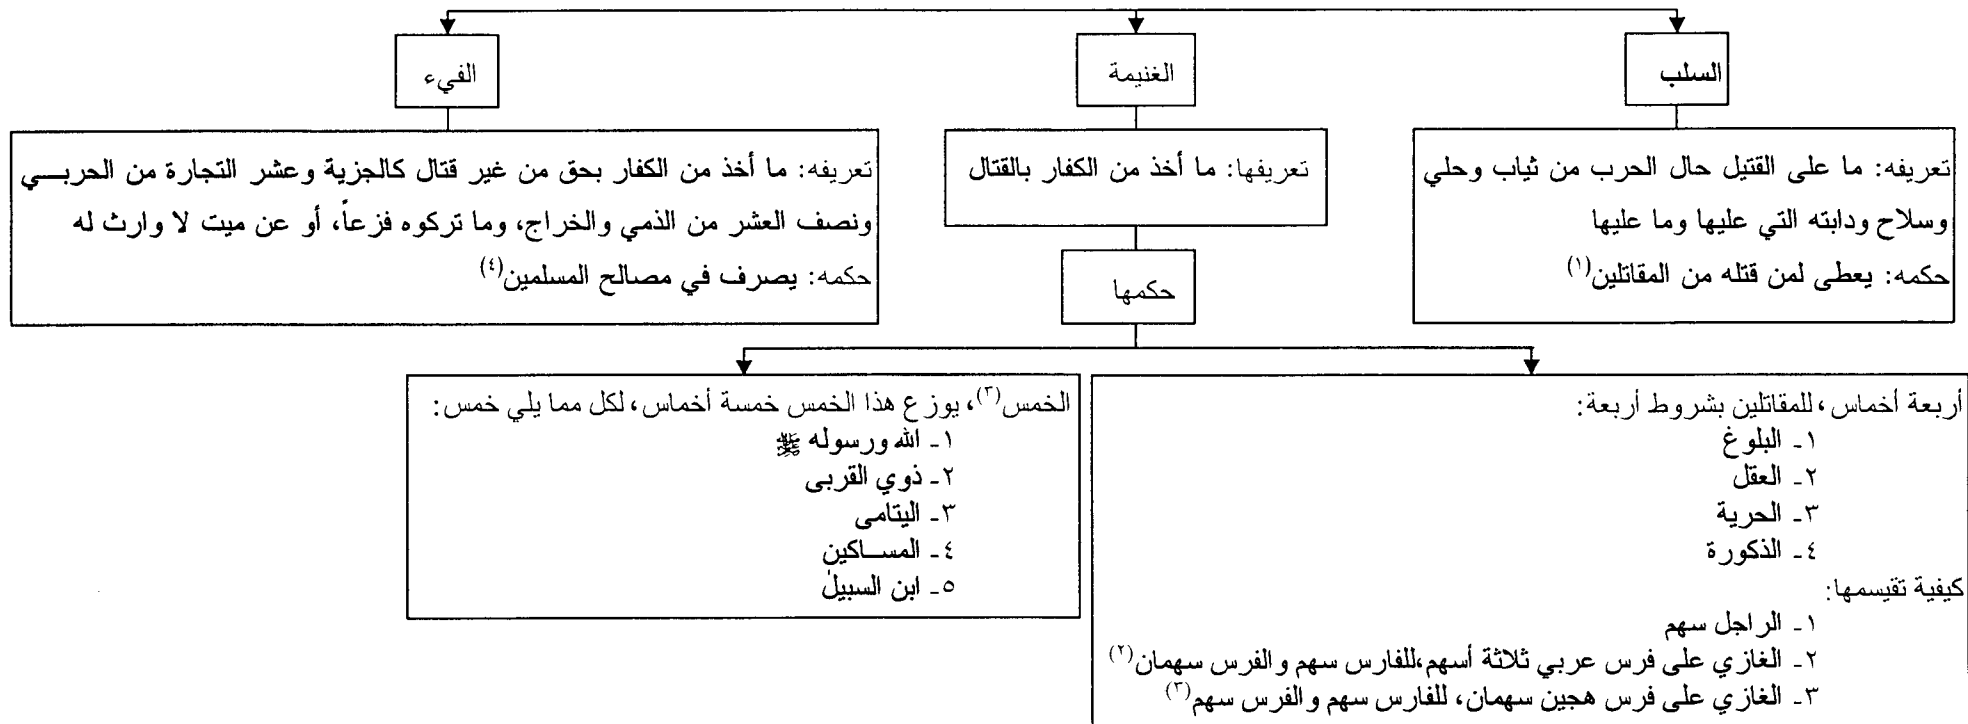 السلب
الغنيمة
الفيء
تعريفه: ما على القتيل حال الحرب من ثياب وحلي
وسلاح ودابته التي عليها وما عليها
حكمه: يعطى لمن قتله من المقاتلين(١)
تعريفها: ما أخذ من الكفار بالقتال
تعريفه: ما أخذ من الكفار بحق من غير قتال كالجزية وعشر التجارة من الحربي
ونصف العشر من الذمي والخراج، وما تركوه فزعاً، أو عن ميت لا وارث له
حكمه: يصرف في مصالح المسلمين(٤)
حكمها
أربعة أخماس، للمقاتلين بشروط أربعة:
١- البلوغ
٢- العقل
٣- الحرية
٤- الذكورة
كيفية تقيسمها:
١- الراجل سهم
٢- الغازي على فرس عربي ثلاثة أسهم،للفارس سهم والفرس سهمان(٢)
٣- الغازي على فرس هجين سهمان، للفارس سهم والفرس سهم(٣)
الخمس(٣)، يوزع هذا الخمس خمسة أخماس، لكل مما يلي خمس:
١- الله ورسوله ﷺ
٢- ذوي القربى
٣- اليتامى
٤- المساكين
٥- ابن السبيل